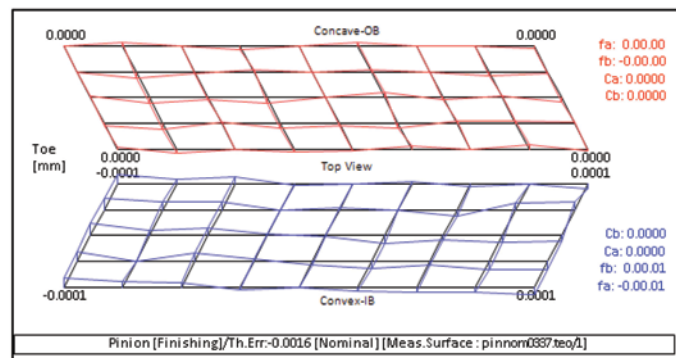 Concave-OB
0.0000 0.0000
fa: 0.00.00
fb: -0.00.00
Ca: 0.0000
Cb: 0.0000
Toe
[mm]
0.0000 0.0000
-0.0001 Top View 0.0001
Cb: 0.0000
Ca: 0.0000
fb: 0.00.01
fa: -0.00.01
-0.0001 0.0001
Convex-IB
Pinion [Finishing]/Th.Err:-0.0016 [Nominal] [Meas.Surface : pinnom0337.teo/1]